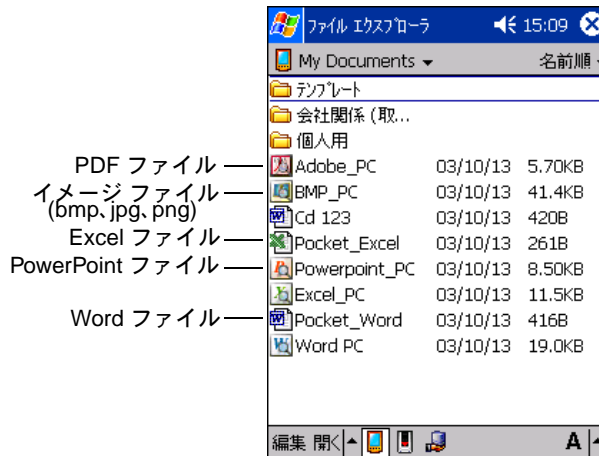 ファイル エクスプローラ 15:09
My Documents 名前順
テンプレート
会社関係 (取...
個人用
PDF ファイル Adobe_PC 03/10/13 5.70KB
イメージ ファイル BMP_PC 03/10/13 41.4KB
(bmp、jpg、png) Cd 123 03/10/13 420B
Excel ファイル Pocket_Excel 03/10/13 261B
PowerPoint ファイル Powerpoint_PC 03/10/13 8.50KB
Excel_PC 03/10/13 11.5KB
Word ファイル Pocket_Word 03/10/13 416B
Word PC 03/10/13 19.0KB
編集 開く A